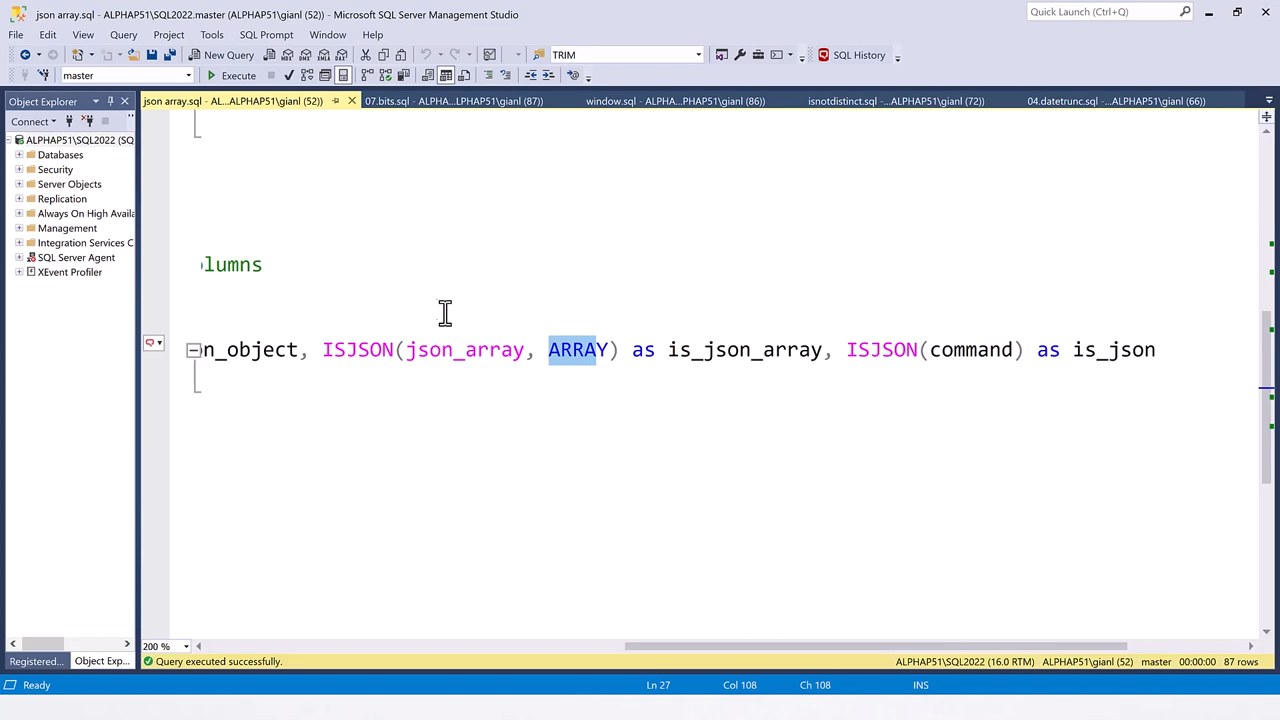 json array.sql - ALPHAP51\SQL2022.master (ALPHAP51\gianl (52)) - Microsoft SQL Server Management Studio
Quick Launch (Ctrl+Q)
File Edit View Query Project Tools SQL Prompt Window Help
New Query MDX DMX XMLA DAX TRIM SQL History
master Execute
Object Explorer
json array.sql - AL...ALPHAP51\gianl (52)) 07.bits.sql - ALPHA...LPHAP51\gianl (87)) window.sql - ALPHA...PHAP51\gianl (86)) isnotdistinct.sql -...ALPHAP51\gianl (72)) 04.datetrunc.sql -...ALPHAP51\gianl (66))
Connect
ALPHAP51\SQL2022 (SQ
Databases
Security
Server Objects
Replication
Always On High Availa
Management
Integration Services C
SQL Server Agent
XEvent Profiler
lumns
n_object, ISJSON(json_array, ARRAY) as is_json_array, ISJSON(command) as is_json
200 %
Registered... Object Exp...
Query executed successfully. ALPHAP51\SQL2022 (16.0 RTM) ALPHAP51\gianl (52) master 00:00:00 87 rows
Ready Ln 27 Col 108 Ch 108 INS